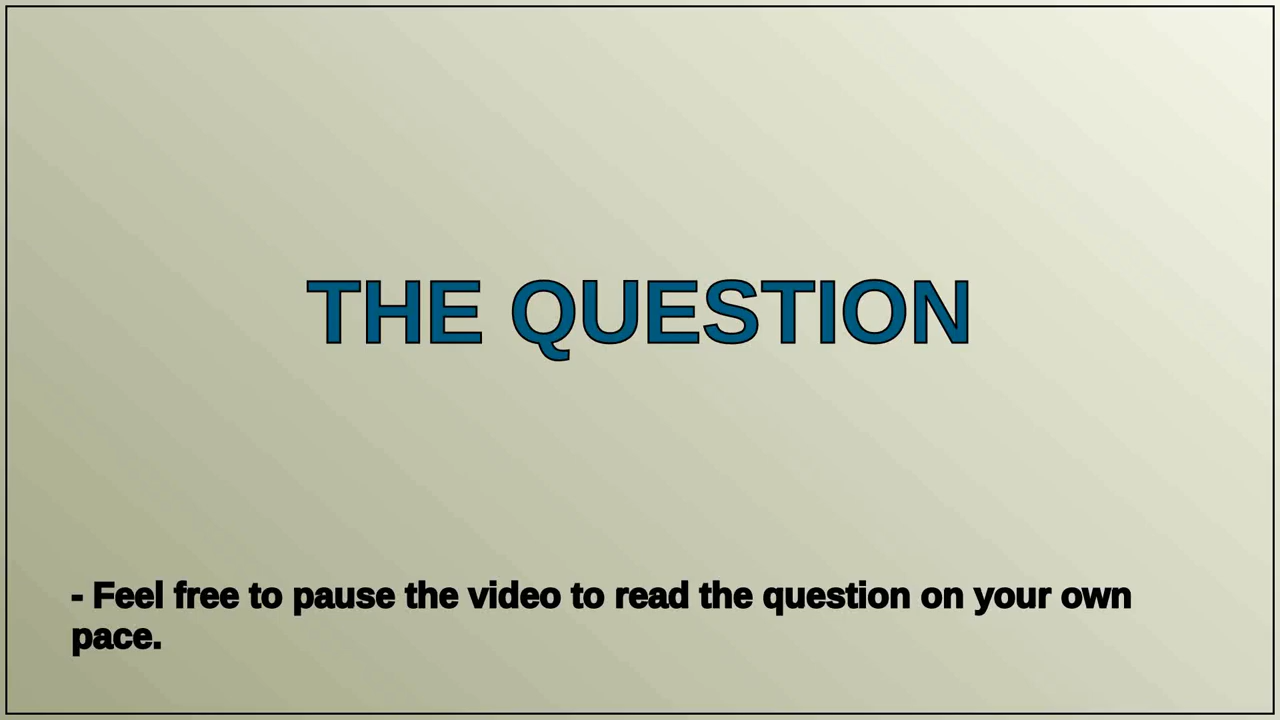 THE QUESTION
- Feel free to pause the video to read the question on your own
pace.